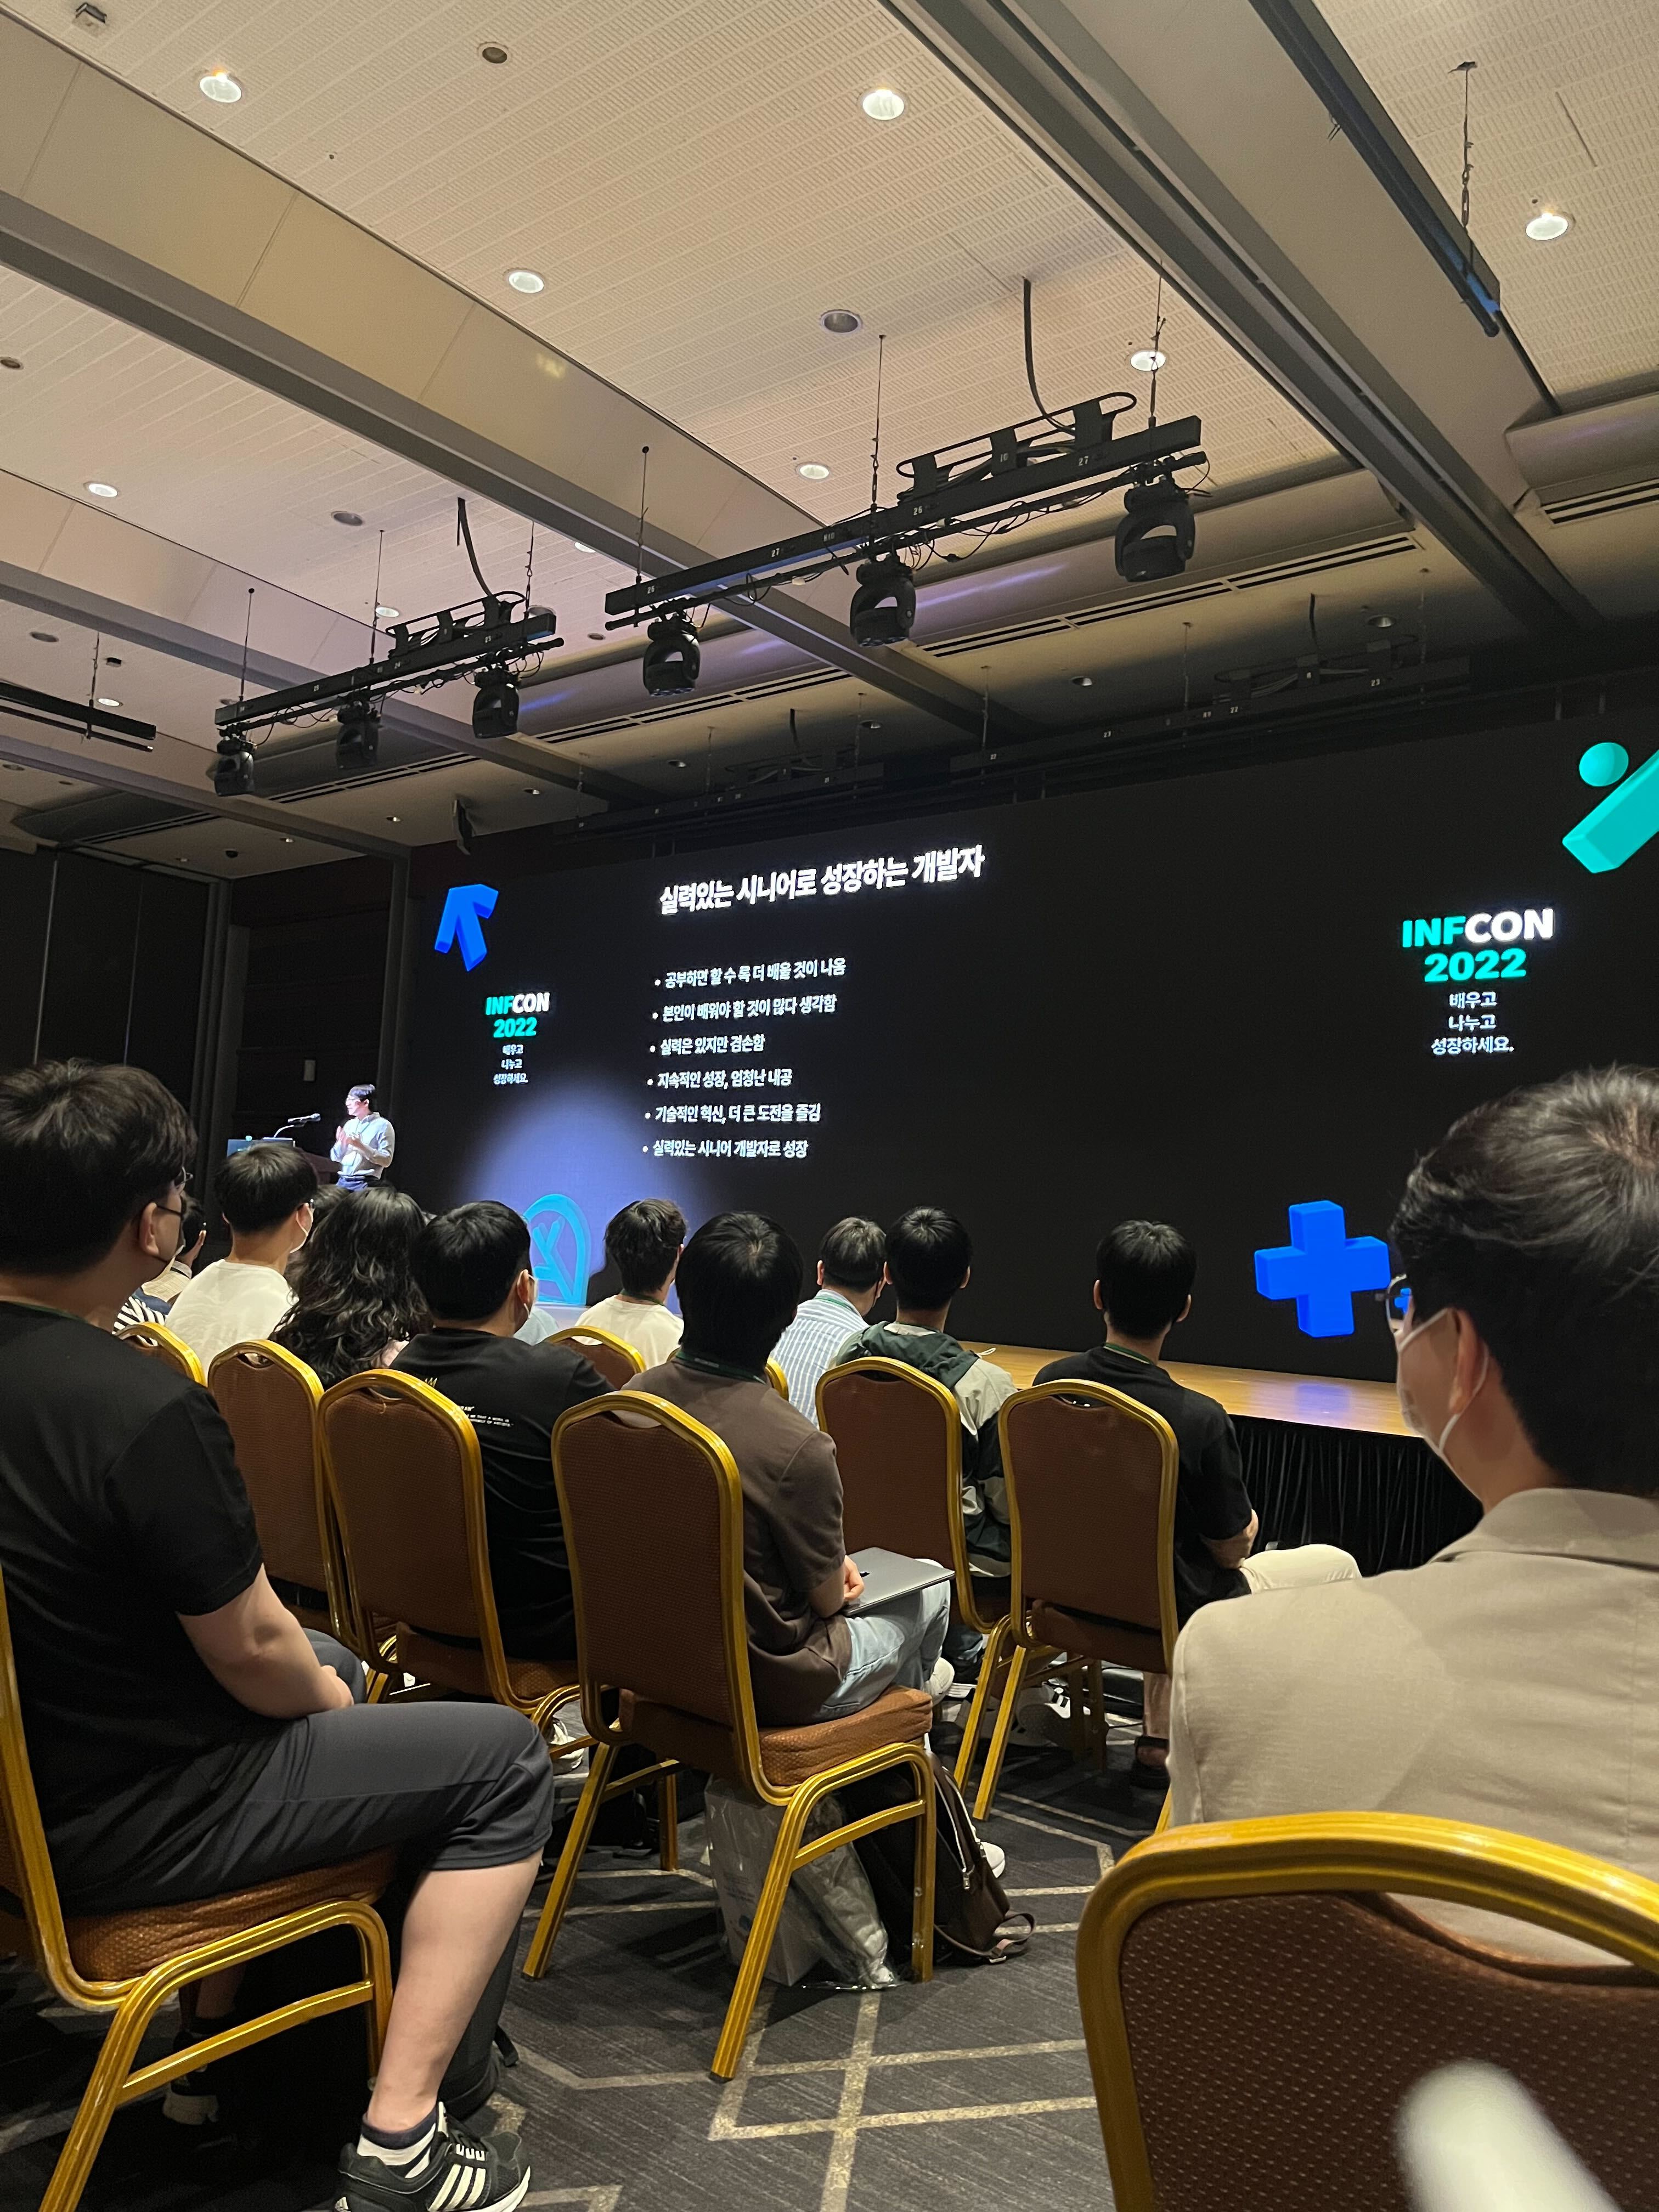 실력있는 시니어로 성장하는 개발자
INFCON
2022
배우고
나누고
성장하세요.
• 공부하면 할 수 록 더 배울 것이 나옴
• 본인이 배워야 할 것이 많다 생각함
• 실력은 있지만 겸손함
• 지속적인 성장, 엄청난 내공
• 기술적인 혁신, 더 큰 도전을 즐김
• 실력있는 시니어 개발자로 성장
INFCON
2022
배우고
나누고
성장하세요.
26
27
26
27